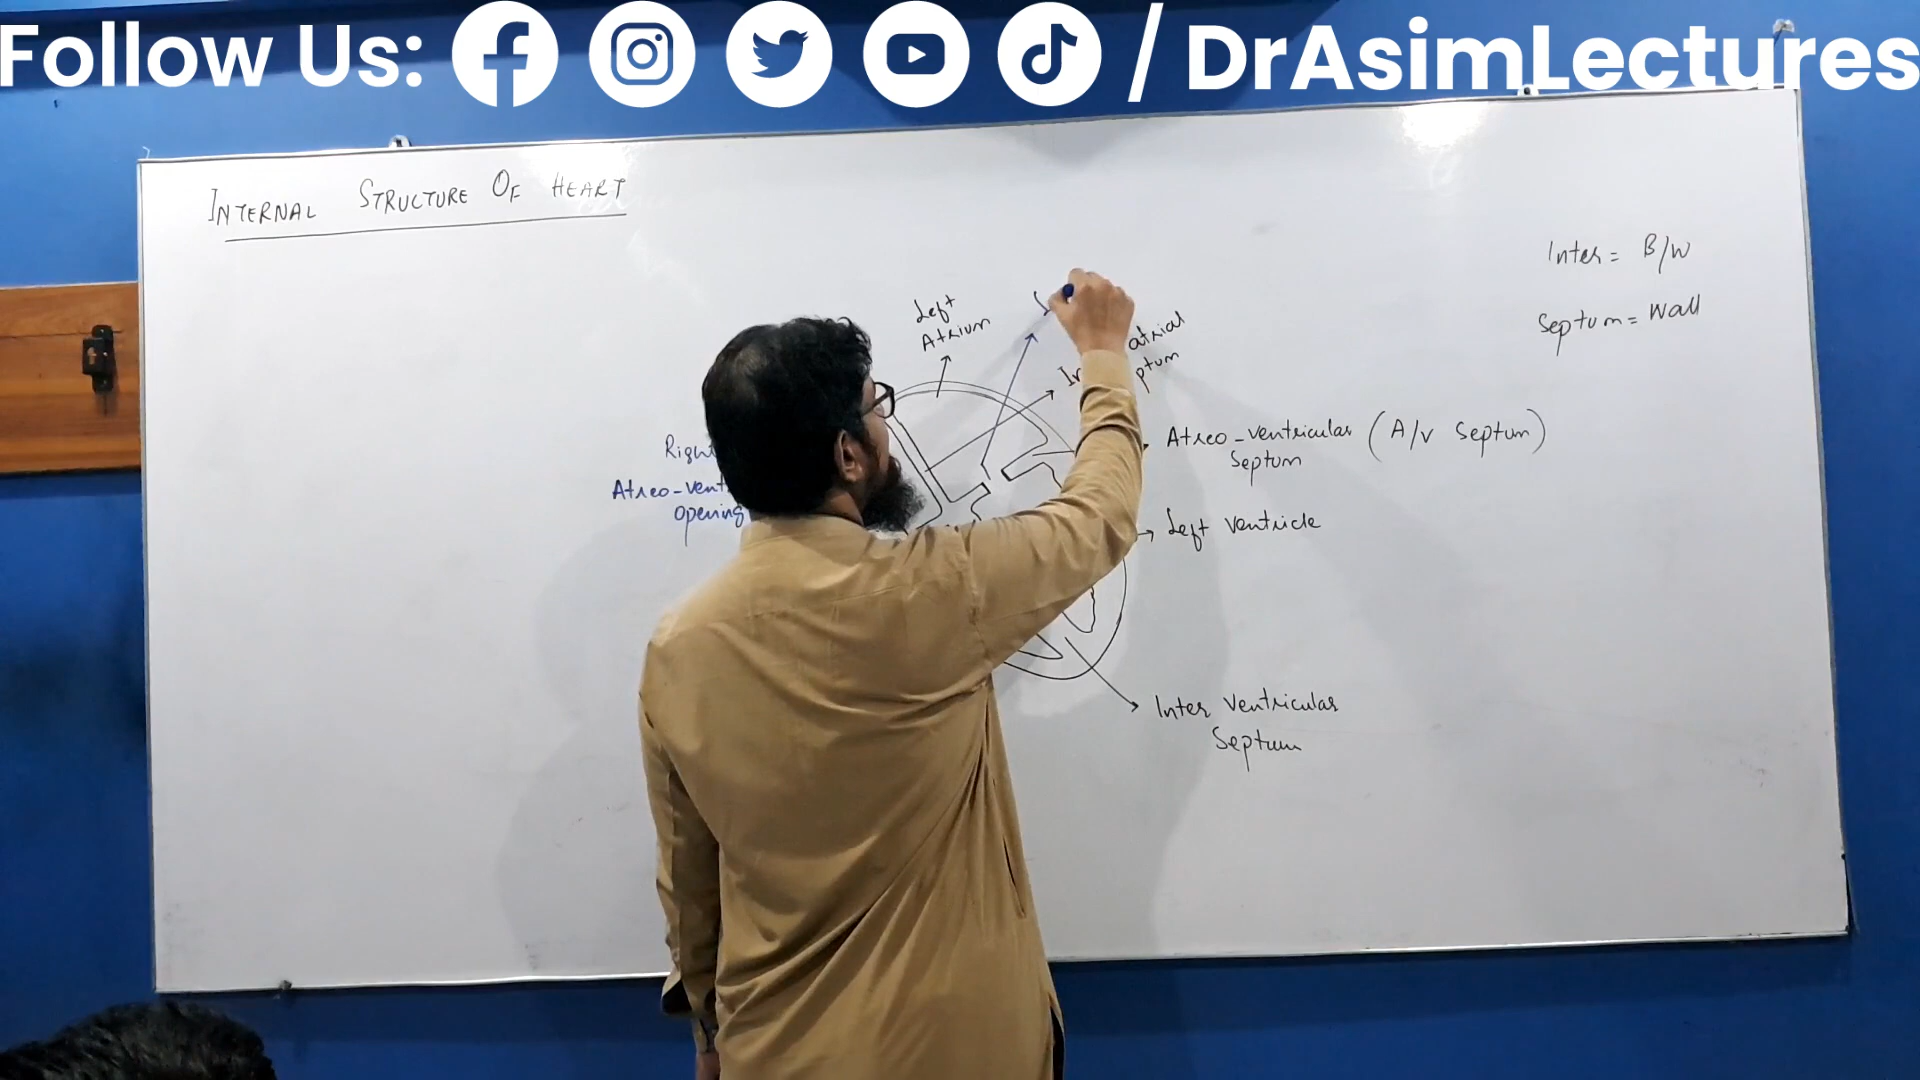 Follow Us: / DrAsimLectures
INTERNAL STRUCTURE OF HEART
Inter = B/W
Septum = Wall
Left
Atrium
atrial
Right
Atreo-ventricular (A/V Septum)
Septum
Atreo-vent
opening
Left Ventricle
Inter Ventricular
Septum